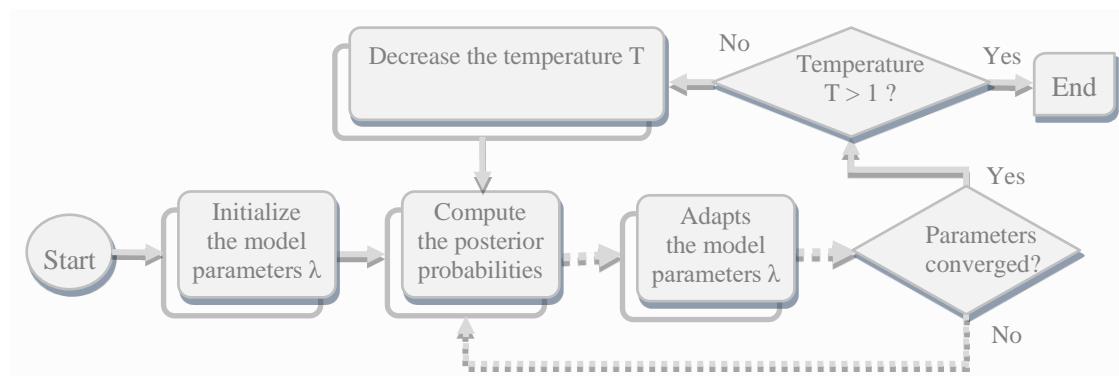 Start
Initialize
the model
parameters λ
Compute
the posterior
probabilities
Adapts
the model
parameters λ
Parameters
converged?
No
Yes
Temperature
T > 1 ?
No
Yes
Decrease the temperature T
End